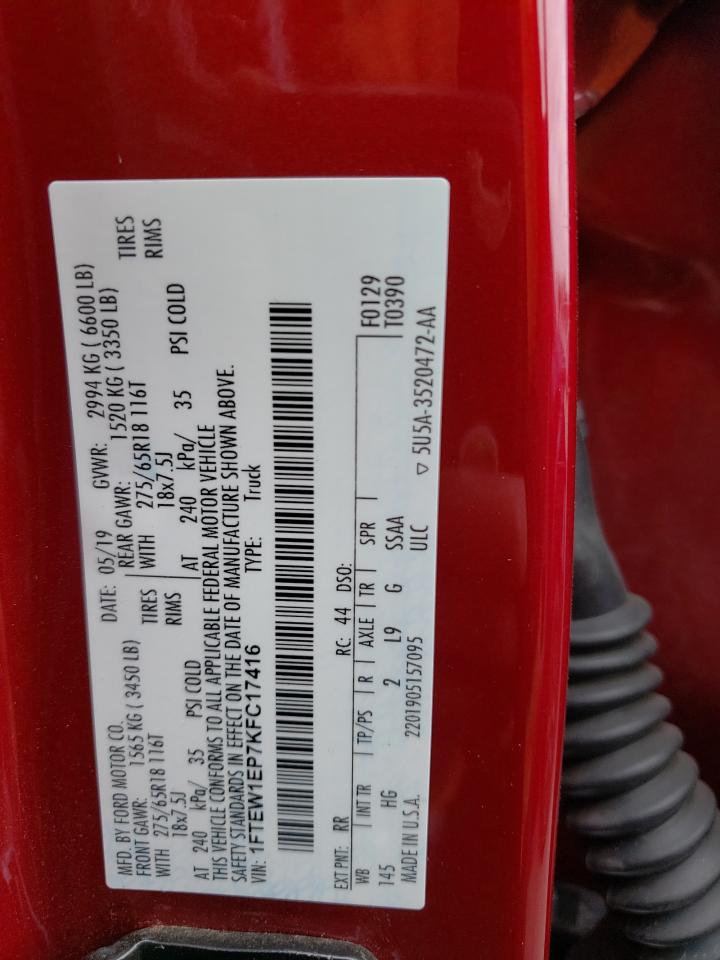 MFD. BY FORD MOTOR CO. DATE: 05/19 GVWR: 2994 KG ( 6600 LB)
FRONT GAWR: 1565 KG ( 3450 LB) REAR GAWR: 1520 KG ( 3350 LB)
WITH 275/65R18 116T TIRES WITH 275/65R18 116T TIRES
18x7.5J RIMS 18x7.5J RIMS
AT 240 kPa/ 35 PSI COLD AT 240 kPa/ 35 PSI COLD
THIS VEHICLE CONFORMS TO ALL APPLICABLE FEDERAL MOTOR VEHICLE
SAFETY STANDARDS IN EFFECT ON THE DATE OF MANUFACTURE SHOWN ABOVE.
VIN: 1FTEW1EP7KFC17416 TYPE: Truck
EXT PNT: RR RC: 44 DSO:
WB INT TR TP/PS R AXLE TR SPR F0129
145 HG 2 L9 G SSAA T0390
MADE IN U.S.A. 2201905157095 ULC ▽ 5U5A-3520472-AA